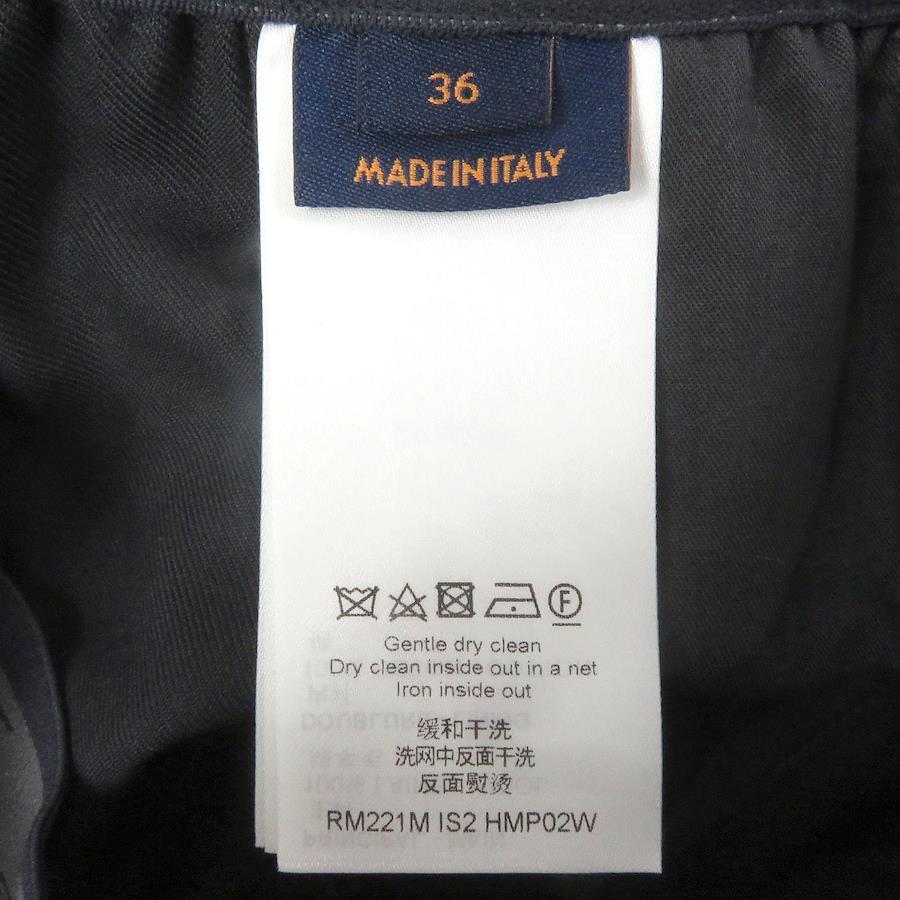 36
MADE IN ITALY
F
Gentle dry clean
Dry clean inside out in a net
Iron inside out
缓和干洗
洗网中反面干洗
反面熨烫
RM221M IS2 HMP02W